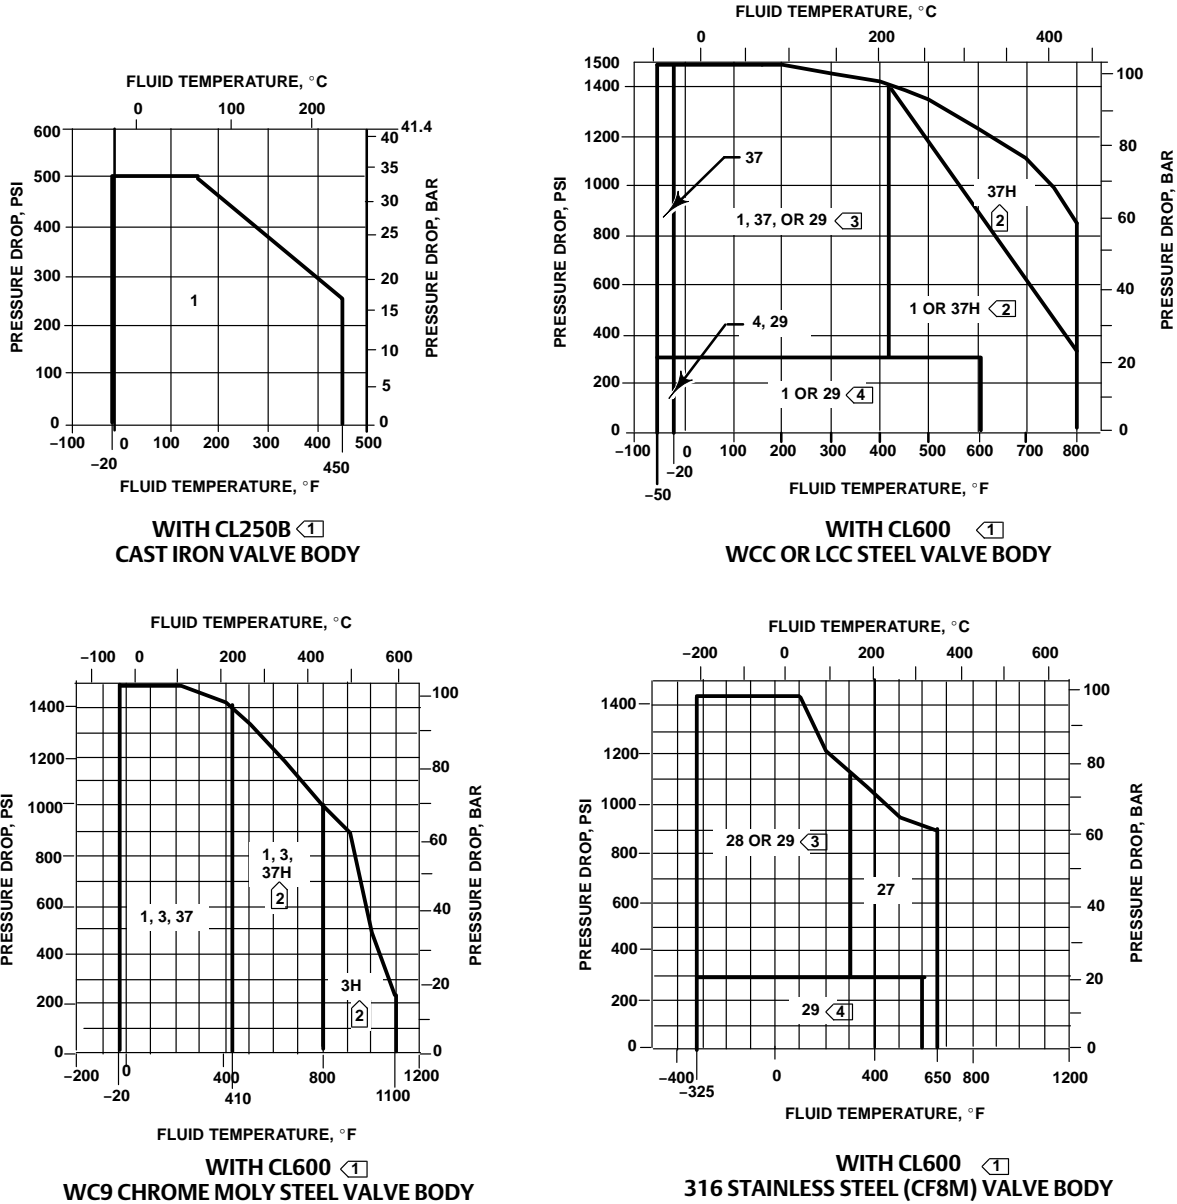 FLUID TEMPERATURE, °C
0 100 200
600
500
400
300
200
100
0
PRESSURE DROP, PSI
41.4
40
35
30
25
20
15
10
5
0
PRESSURE DROP, BAR
1
–100 0 100 200 300 400 500
–20 450
FLUID TEMPERATURE, °F
WITH CL250B 1
CAST IRON VALVE BODY
FLUID TEMPERATURE, °C
0 200 400
1500
1400
1200
1000
800
600
400
200
0
PRESSURE DROP, PSI
100
80
60
40
20
0
PRESSURE DROP, BAR
37
37H
2
1, 37, OR 29 3
1 OR 37H 2
4, 29
1 OR 29 4
–100 0 100 200 300 400 500 600 700 800
–20
–50
FLUID TEMPERATURE, °F
WITH CL600 1
WCC OR LCC STEEL VALVE BODY
FLUID TEMPERATURE, °C
–100 0 200 400 600
1400
1200
1000
800
600
400
200
0
PRESSURE DROP, PSI
100
80
60
40
20
0
PRESSURE DROP, BAR
1, 3,
37H
2
1, 3, 37
3H
2
–200 0 400 800 1200
–20 410 1100
FLUID TEMPERATURE, °F
WITH CL600 1
WC9 CHROME MOLY STEEL VALVE BODY
FLUID TEMPERATURE, °C
–200 0 200 400 600
1400
1200
1000
800
600
400
200
0
PRESSURE DROP, PSI
100
80
60
40
20
0
PRESSURE DROP, BAR
28 OR 29 3
27
29 4
–400 0 400 650 800 1200
–325
FLUID TEMPERATURE, °F
WITH CL600 1
316 STAINLESS STEEL (CF8M) VALVE BODY